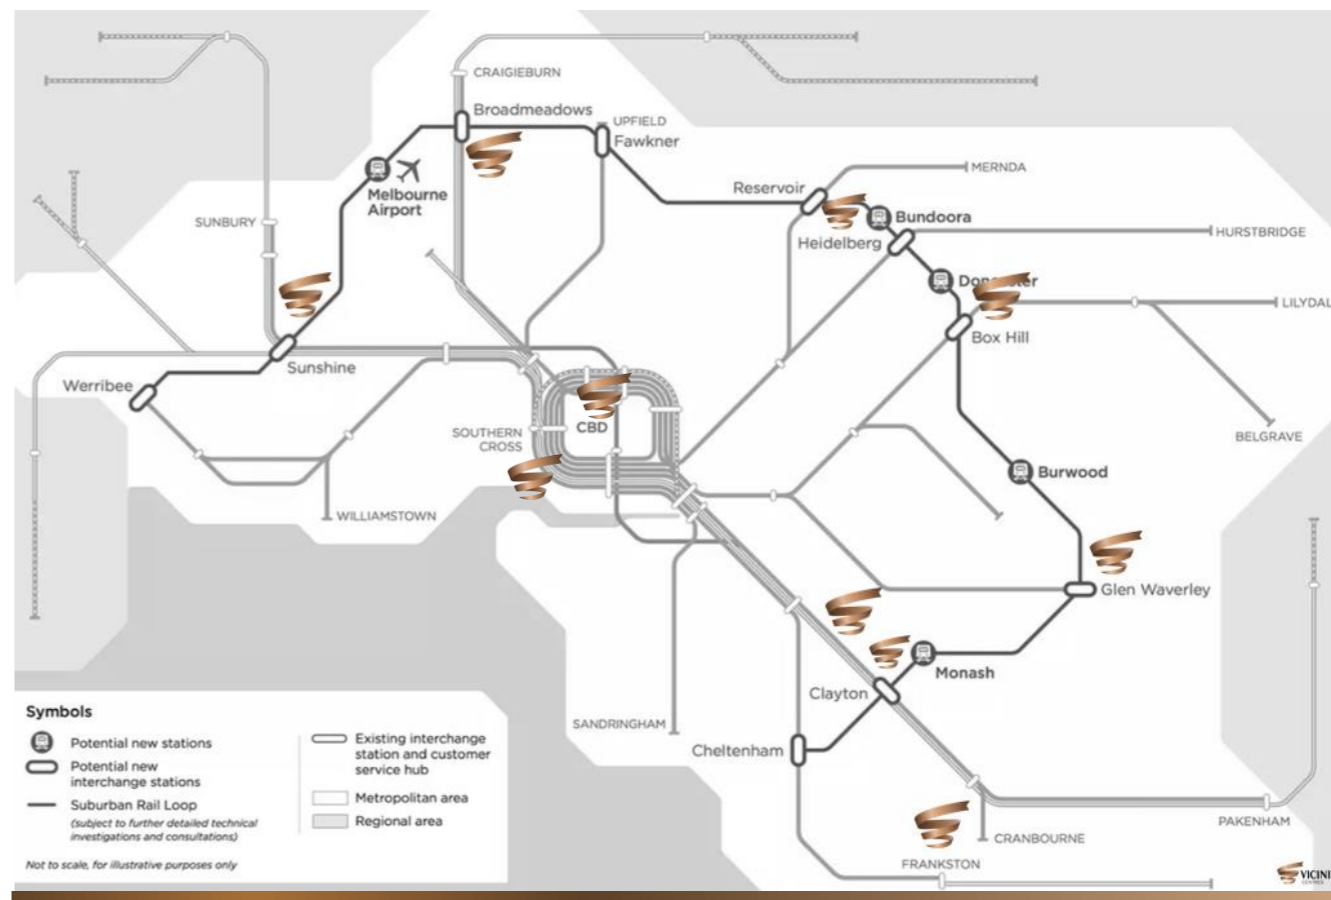 CRAIGIEBURN
Broadmeadows
UPFIELD
Fawkner
Melbourne
Airport
Reservoir
MERNDA
SUNBURY
Bundoora
Heidelberg
HURSTBRIDGE
LILYDAL
Box Hill
Sunshine
Werribee
CBD
SOUTHERN
CROSS
BELGRAVE
Burwood
WILLIAMSTOWN
Glen Waverley
Monash
Clayton
SANDRINGHAM
Cheltenham
PAKENHAM
CRANBOURNE
FRANKSTON
Symbols
Potential new stations
Potential new
interchange stations
Suburban Rail Loop
(subject to further detailed technical
investigations and consultations)
Not to scale, for illustrative purposes only
Existing interchange
station and customer
service hub
Metropolitan area
Regional area
VICINI